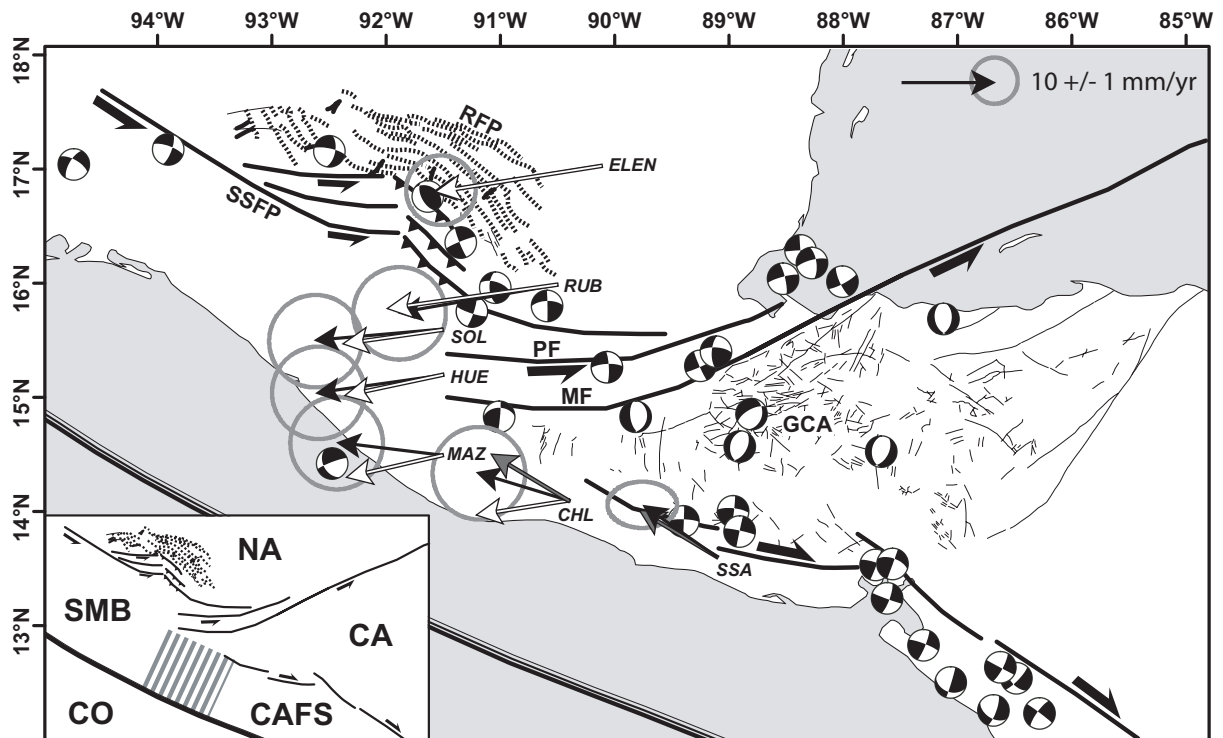 94°W 93°W 92°W 91°W 90°W 89°W 88°W 87°W 86°W 85°W
18°N
17°N
16°N
15°N
14°N
13°N
10 +/- 1 mm/yr
RFP
ELEN
SSFP
RUB
SOL
PF
HUE
MF
GCA
MAZ
CHL
SSA
NA
SMB
CA
CO
CAFS